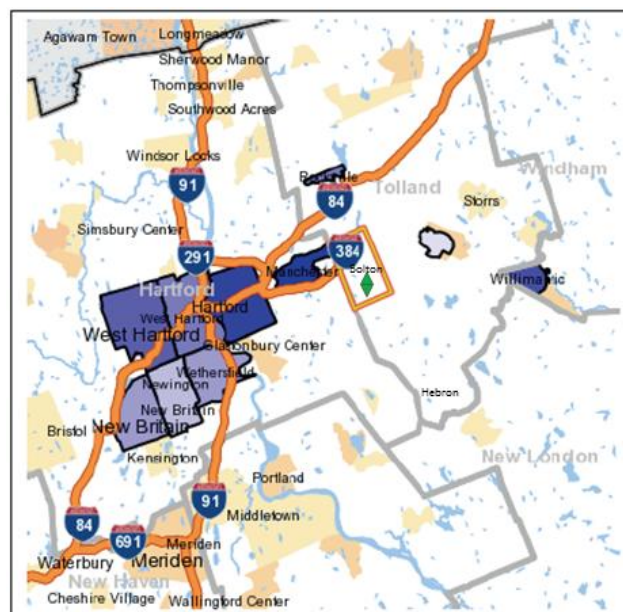 Agawam Town
Longmeadow
Sherwood Manor
Thompsonville
Southwood Acres
Windsor Locks
91
84
Tolland
Windham
Storrs
Simsbury Center
291
384
Bolton
Manchester
Hartford
Hartford
West Hartford
West Hartford
Glastonbury Center
Wethersfield
Newington
New Britain
New Britain
Hebron
Bristol
Kensington
New London
Portland
91
Middletown
84
691
Meriden
Meriden
Waterbury
New Haven
Cheshire Village
Wallingford Center